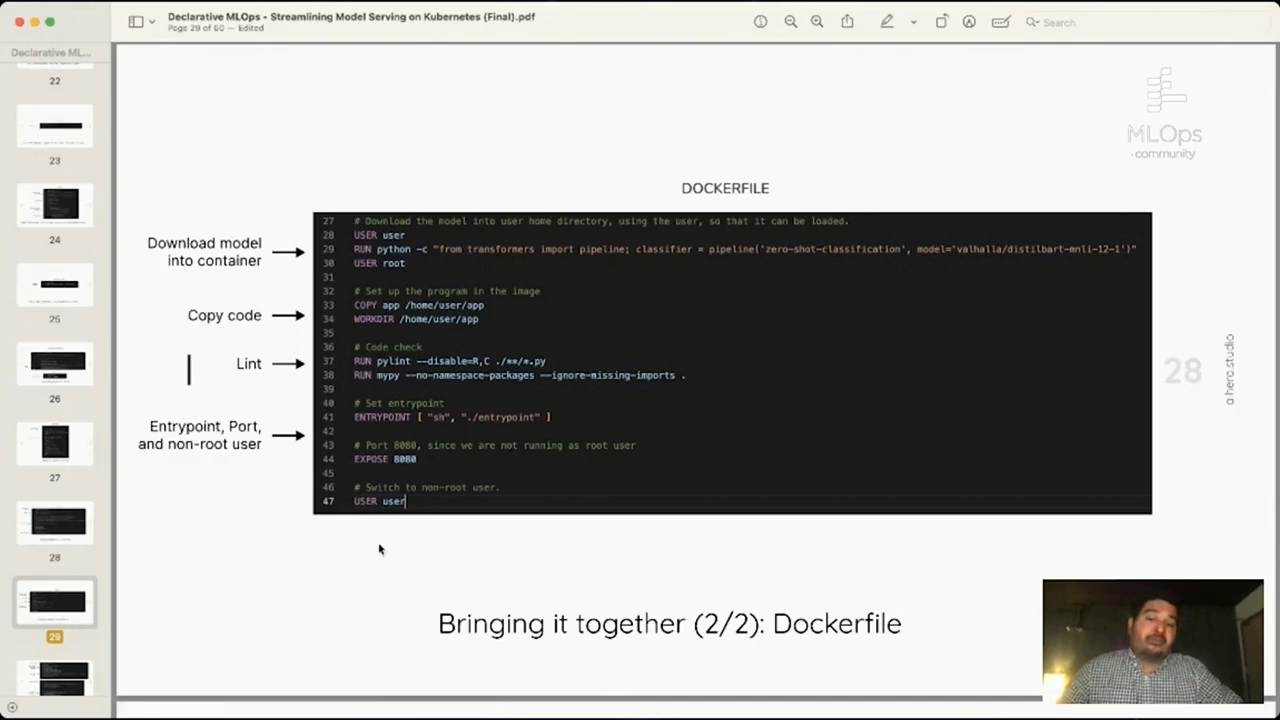 Declarative MLOps - Streamlining Model Serving on Kubernetes (Final).pdf
Page 29 of 60 — Edited
Search
Declarative ML...
22
23
24
25
26
27
28
29
MLOps
community
DOCKERFILE
Download model
into container
Copy code
Lint
Entrypoint, Port,
and non-root user
27 # Download the model into user home directory, using the user, so that it can be loaded.
28 USER user
29 RUN python -c "from transformers import pipeline; classifier = pipeline('zero-shot-classification', model='valhalla/distilbart-mnli-12-1')"
30 USER root
31
32 # Set up the program in the image
33 COPY app /home/user/app
34 WORKDIR /home/user/app
35
36 # Code check
37 RUN pylint --disable=R,C ./**/*.py
38 RUN mypy --no-namespace-packages --ignore-missing-imports .
39
40 # Set entrypoint
41 ENTRYPOINT [ "sh", "./entrypoint" ]
42
43 # Port 8080, since we are not running as root user
44 EXPOSE 8080
45
46 # Switch to non-root user.
47 USER user
28
a hero.studio
Bringing it together (2/2): Dockerfile